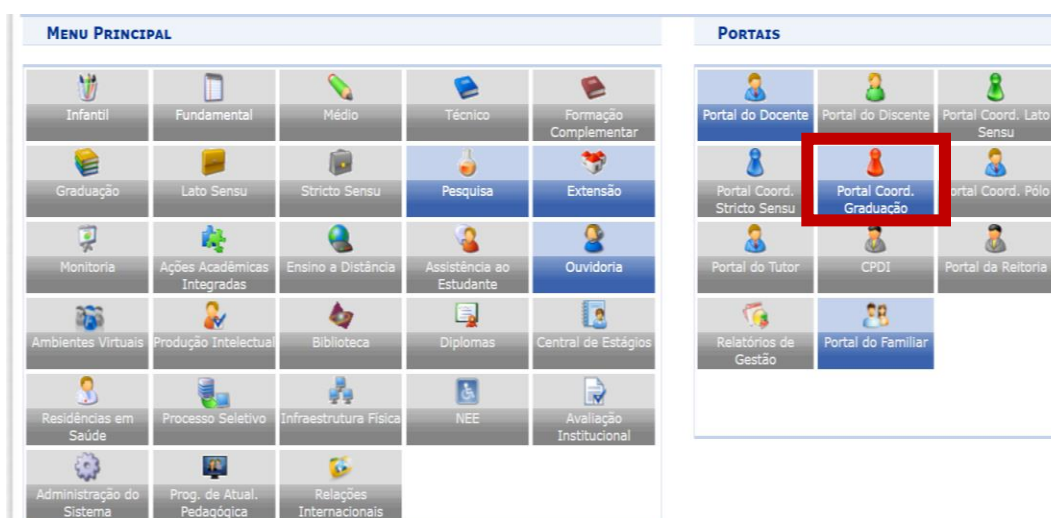 MENU PRINCIPAL
Infantil
Fundamental
Médio
Técnico
Formação
Complementar
Graduação
Lato Sensu
Stricto Sensu
Pesquisa
Extensão
Monitoria
Ações Acadêmicas
Integradas
Ensino a Distância
Assistência ao
Estudante
Ouvidoria
Ambientes Virtuais
Produção Intelectual
Biblioteca
Diplomas
Central de Estágios
Residências em
Saúde
Processo Seletivo
Infraestrutura Física
NEE
Avaliação
Institucional
Administração do
Sistema
Prog. de Atual.
Pedagógica
Relações
Internacionais
PORTAIS
Portal do Docente
Portal do Discente
Portal Coord. Lato
Sensu
Portal Coord.
Stricto Sensu
Portal Coord.
Graduação
ortal Coord. Pólo
Portal do Tutor
CPDI
Portal da Reitoria
Relatórios de
Gestão
Portal do Familiar